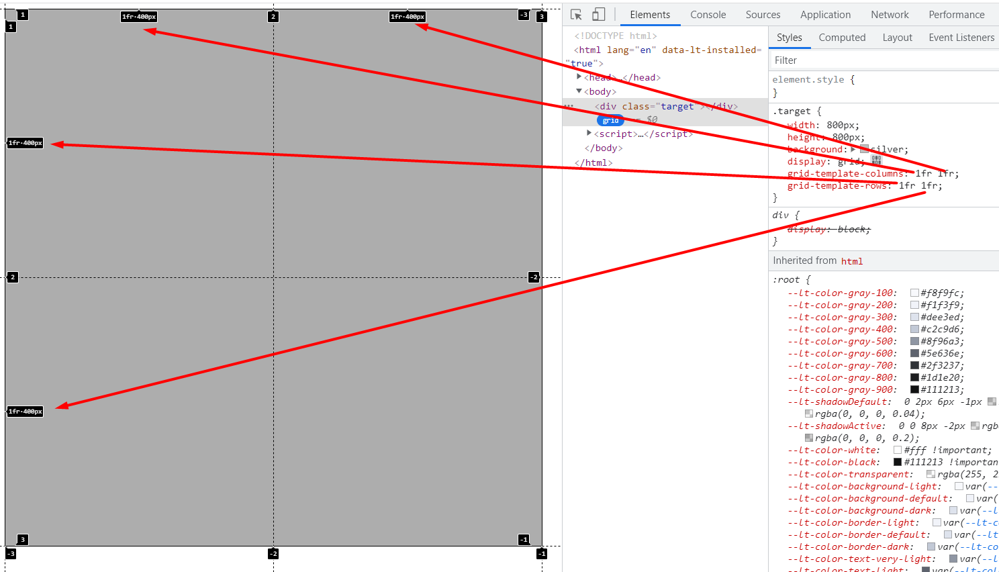 1
1fr·400px
2
1fr·400px
-3
3
1
1fr·400px
2
-2
1fr·400px
3
-1
-3
-2
-1
Elements Console Sources Application Network Performance
<!DOCTYPE html>
<html lang="en" data-lt-installed=
"true">
<head>…</head>
<body>
<div class="target"></div>
grid == $0
<script>…</script>
</body>
</html>
Styles Computed Layout Event Listeners
Filter
element.style {
}
.target {
width: 800px;
height: 800px;
background: silver;
display: grid;
grid-template-columns: 1fr 1fr;
grid-template-rows: 1fr 1fr;
}
div {
display: block;
}
Inherited from html
:root {
--lt-color-gray-100: #f8f9fc;
--lt-color-gray-200: #f1f3f9;
--lt-color-gray-300: #dee3ed;
--lt-color-gray-400: #c2c9d6;
--lt-color-gray-500: #8f96a3;
--lt-color-gray-600: #5e636e;
--lt-color-gray-700: #2f3237;
--lt-color-gray-800: #1d1e20;
--lt-color-gray-900: #111213;
--lt-shadowDefault: 0 2px 6px -1px
rgba(0, 0, 0, 0.04);
--lt-shadowActive: 0 0 8px -2px rgb
rgba(0, 0, 0, 0.2);
--lt-color-white: #fff !important;
--lt-color-black: #111213 !importan
--lt-color-transparent: rgba(255, 2
--lt-color-background-light: var(--
--lt-color-background-default: var(
--lt-color-background-dark: var(--l
--lt-color-border-light: var(--lt-c
--lt-color-border-default: var(--l
--lt-color-border-dark: var(--lt-co
--lt-color-text-very-light: var(--l
--lt-color-text-light: var(--lt-col